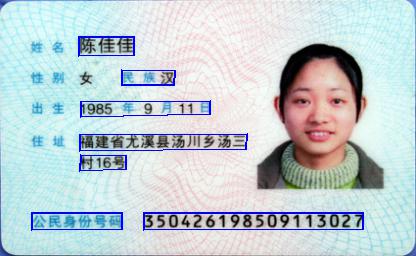 姓名 陈佳佳
性别 女 民族 汉
出生 1985 年 9 月 11 日
住址 福建省尤溪县汤川乡汤三
村16号
公民身份号码 350426198509113027